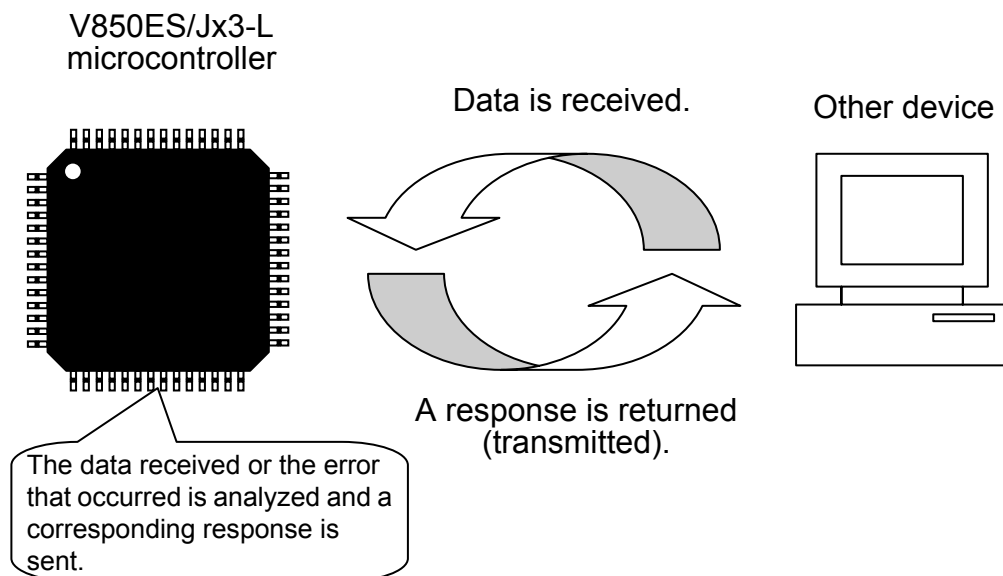 V850ES/Jx3-L
microcontroller
Data is received.
Other device
A response is returned
(transmitted).
The data received or the error
that occurred is analyzed and a
corresponding response is
sent.